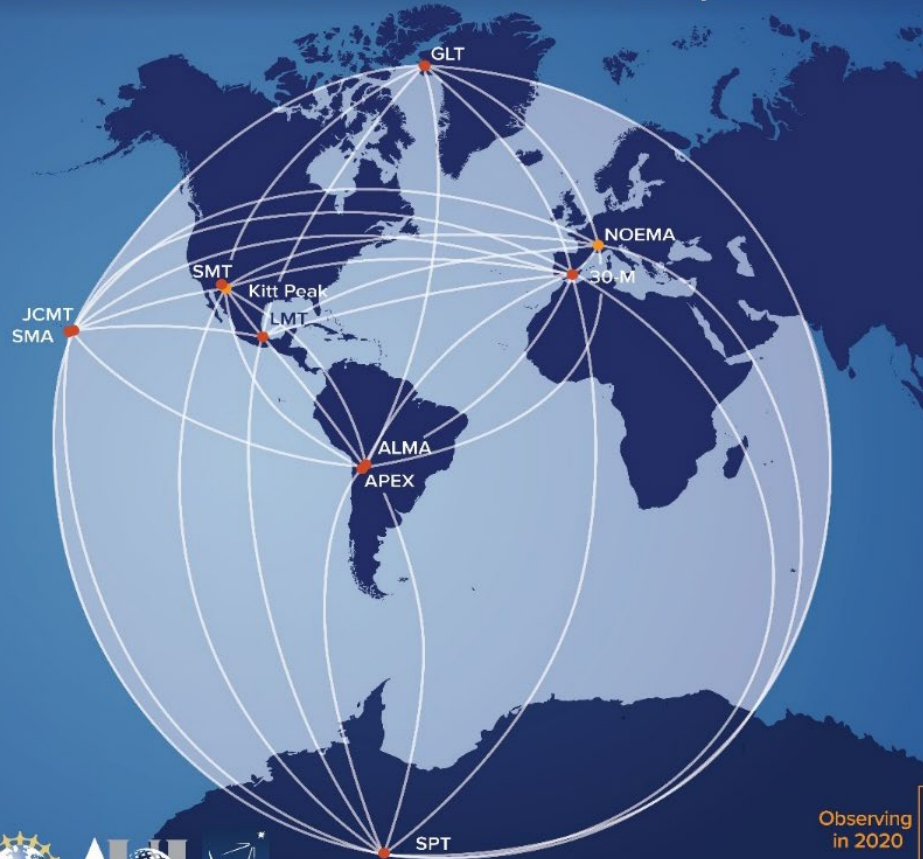 GLT
NOEMA
30-M
SMT
Kitt Peak
JCMT
SMA
LMT
ALMA
APEX
SPT
Observing
in 2020